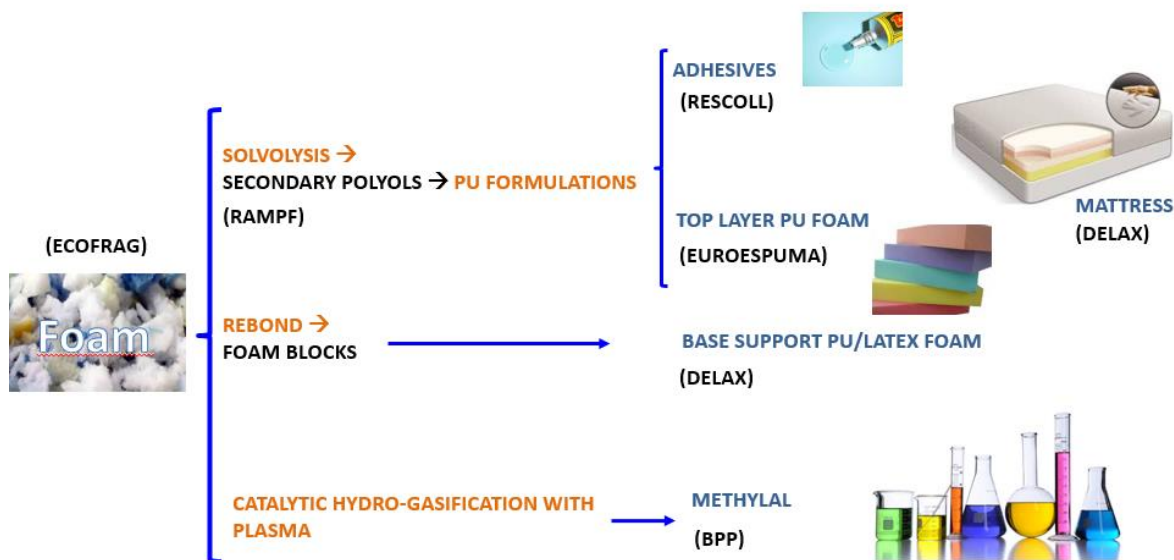 ADHESIVES
(RESCOLL)
SOLVOLYSIS →
SECONDARY POLYOLS → PU FORMULATIONS
(RAMPF)
TOP LAYER PU FOAM
(EUROESPUMA)
MATTRESS
(DELAX)
(ECOFRAG)
Foam
REBOND →
FOAM BLOCKS
BASE SUPPORT PU/LATEX FOAM
(DELAX)
CATALYTIC HYDRO-GASIFICATION WITH
PLASMA
METHYLAL
(BPP)